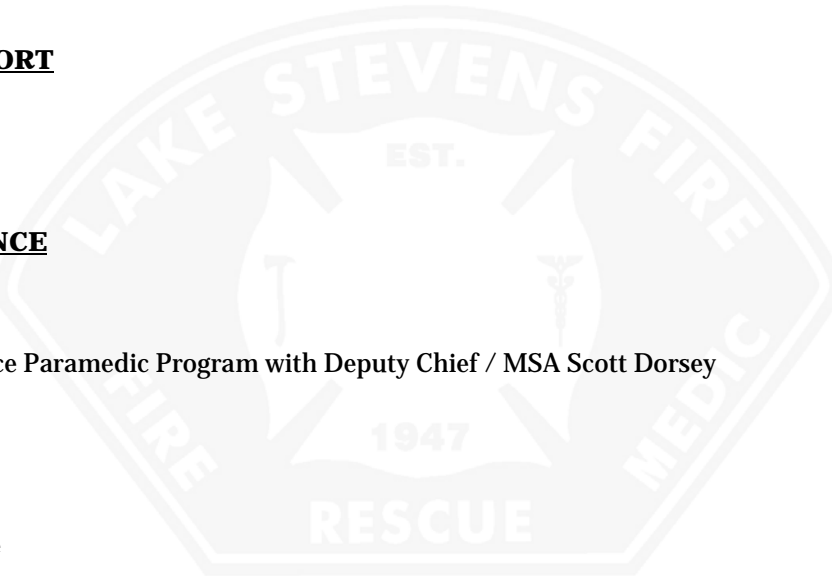 ORT
LAKE STEVENS FIRE
EST.
NCE
ce Paramedic Program with Deputy Chief / MSA Scott Dorsey
1947
FIRE
MEDIC
RESCUE